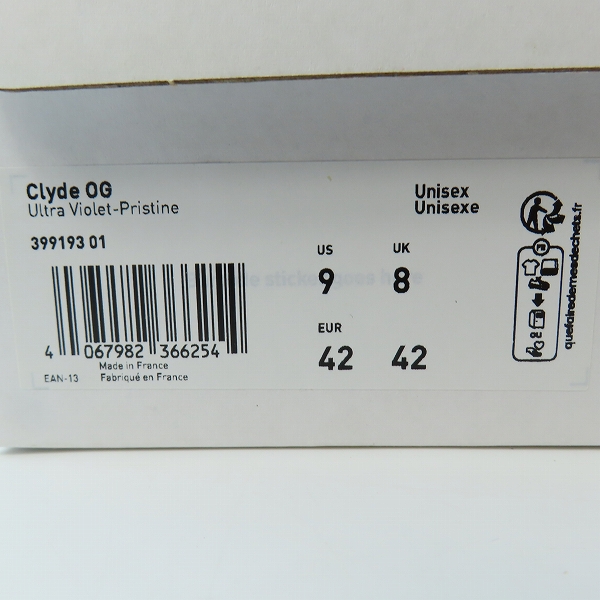 Clyde OG
Ultra Violet-Pristine
399193 01
Unisex
Unisexe
US UK
9 8
EUR
42 42
4 067982 366254
EAN-13
Made in France
Fabriqué en France
quefairedemesdechets.fr